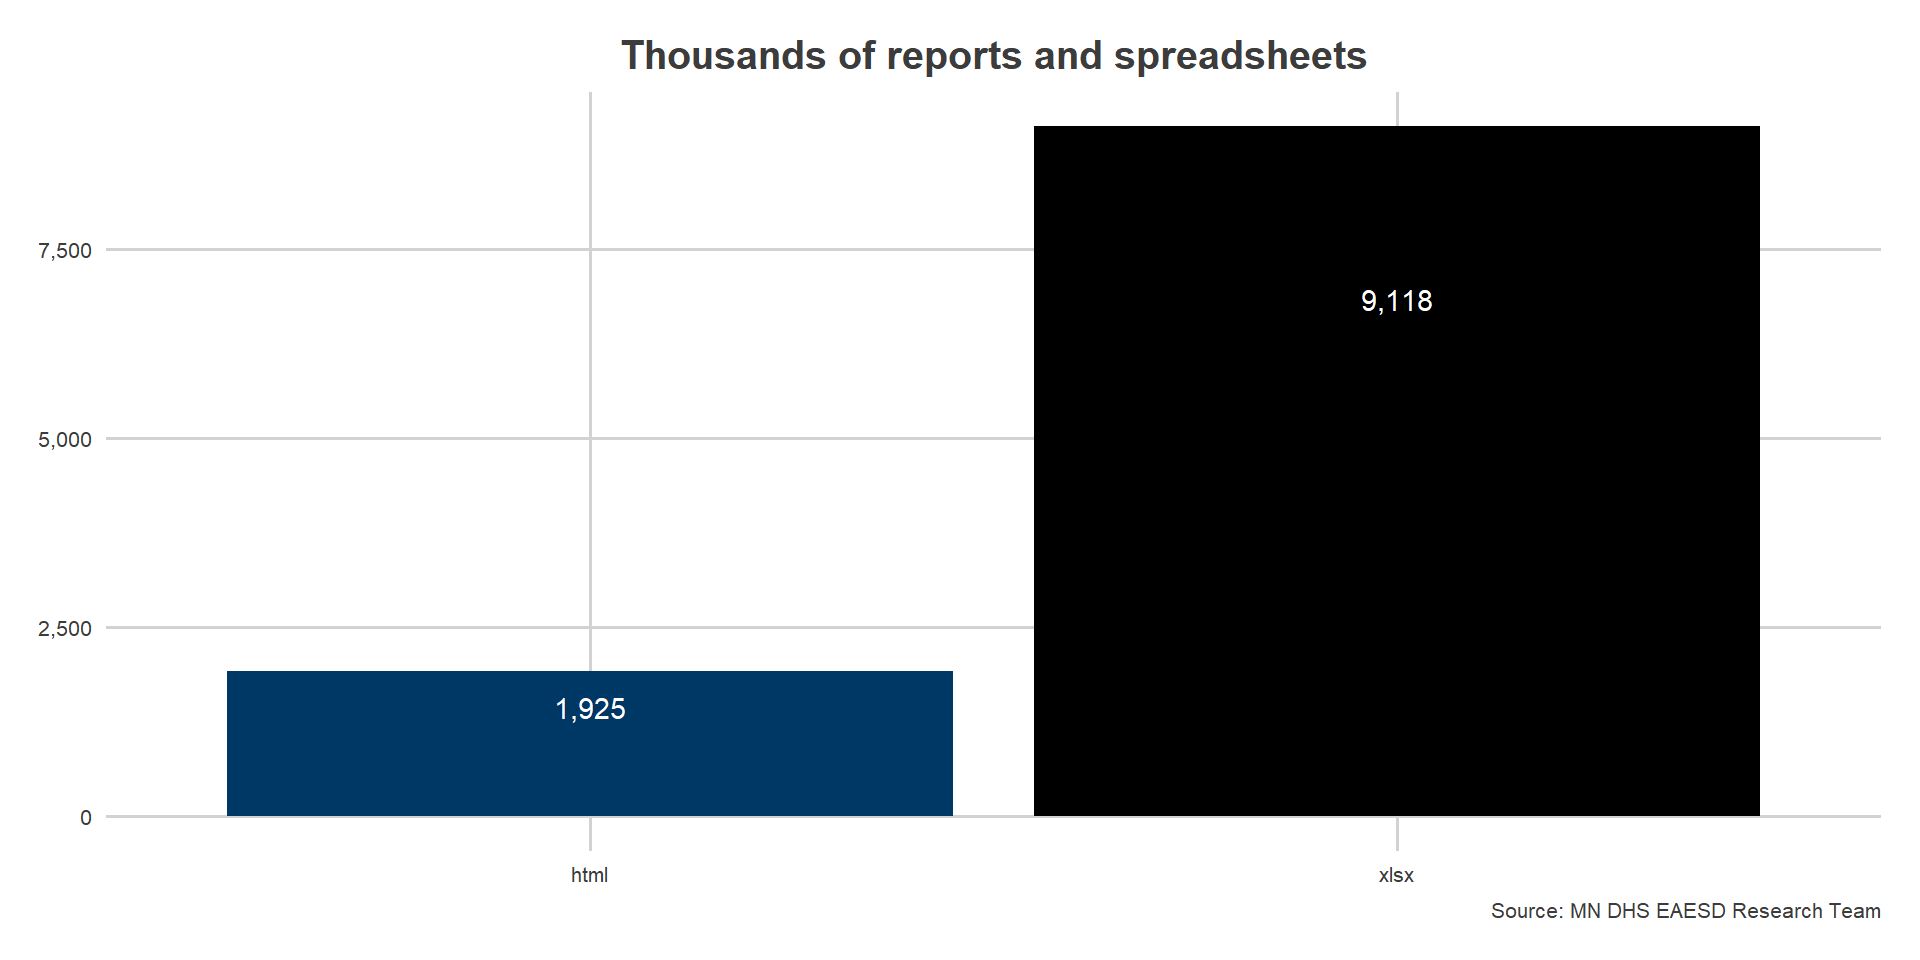 Thousands of reports and spreadsheets
7,500
9,118
5,000
2,500
1,925
0
html
xlsx
Source: MN DHS EAESD Research Team